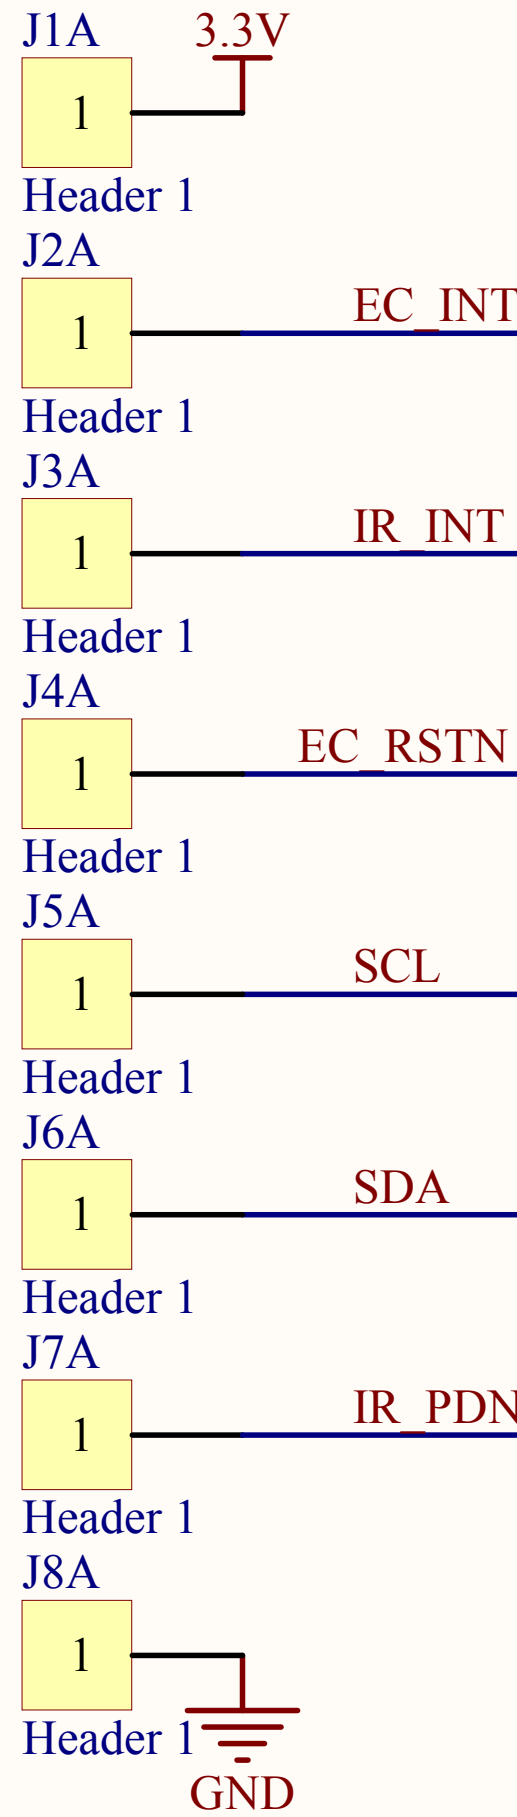 J1A 3.3V
1
Header 1
J2A
EC_INT
1
Header 1
J3A
IR_INT
1
Header 1
J4A
EC_RSTN
1
Header 1
J5A
SCL
1
Header 1
J6A
SDA
1
Header 1
J7A
IR_PDN
1
Header 1
J8A
1
Header 1
GND